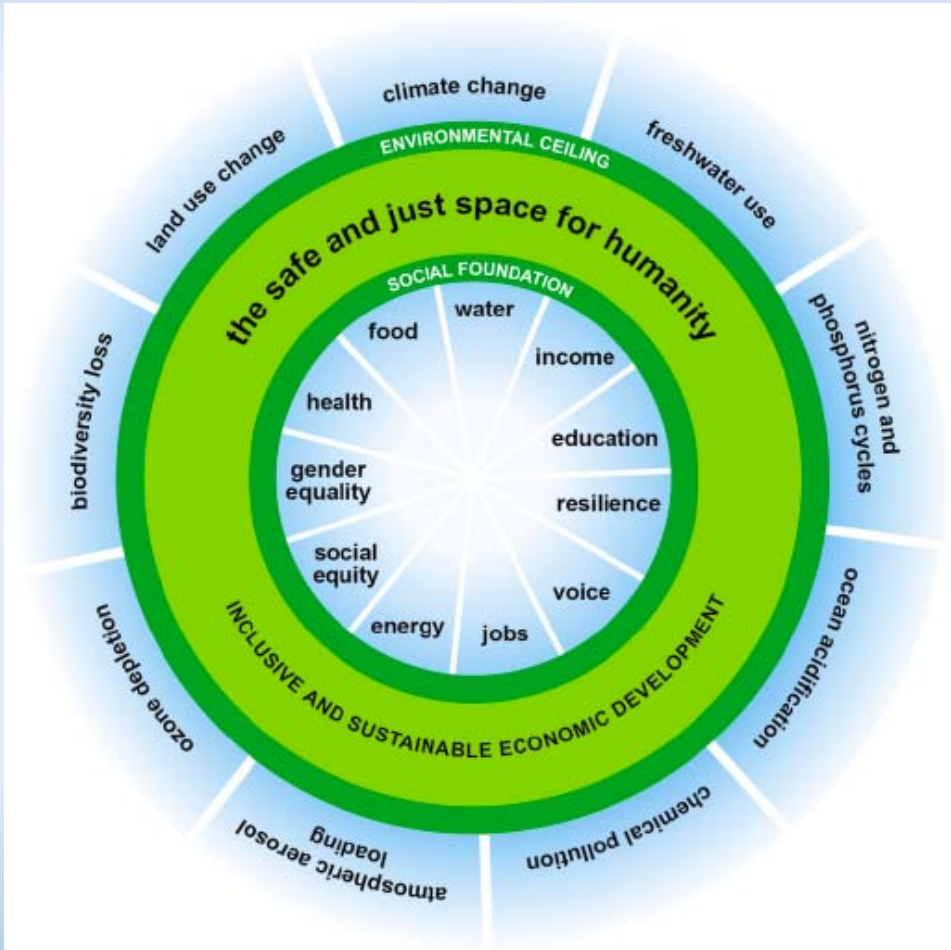 climate change
freshwater use
nitrogen and
phosphorus cycles
ocean acidification
chemical pollution
atmospheric aerosol
loading
ozone depletion
biodiversity loss
land use change
ENVIRONMENTAL CEILING
the safe and just space for humanity
SOCIAL FOUNDATION
water
income
education
resilience
voice
jobs
energy
social
equity
gender
equality
health
food
INCLUSIVE AND SUSTAINABLE ECONOMIC DEVELOPMENT